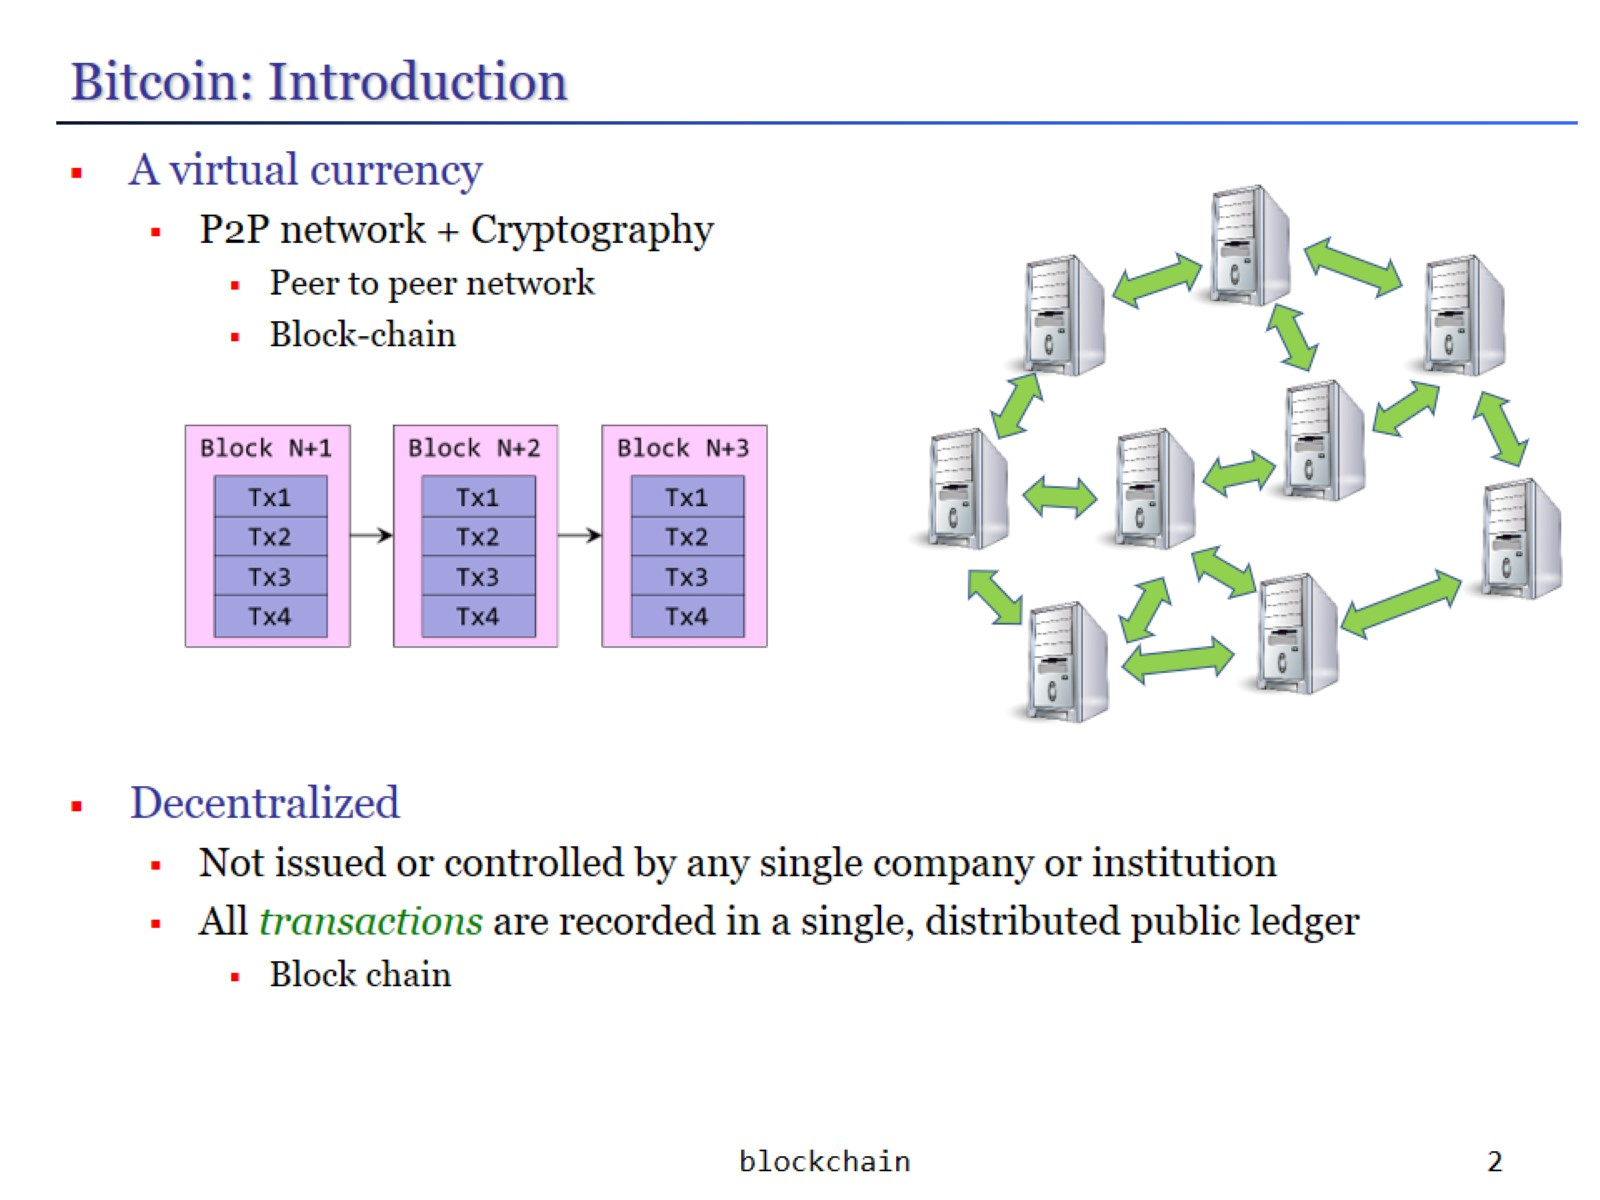 Bitcoin: Introduction
A virtual currency
P2P network + Cryptography
Peer to peer network
Block-chain
Block N+1
Tx1
Tx2
Tx3
Tx4
Block N+2
Tx1
Tx2
Tx3
Tx4
Block N+3
Tx1
Tx2
Tx3
Tx4
Decentralized
Not issued or controlled by any single company or institution
All transactions are recorded in a single, distributed public ledger
Block chain
blockchain
2